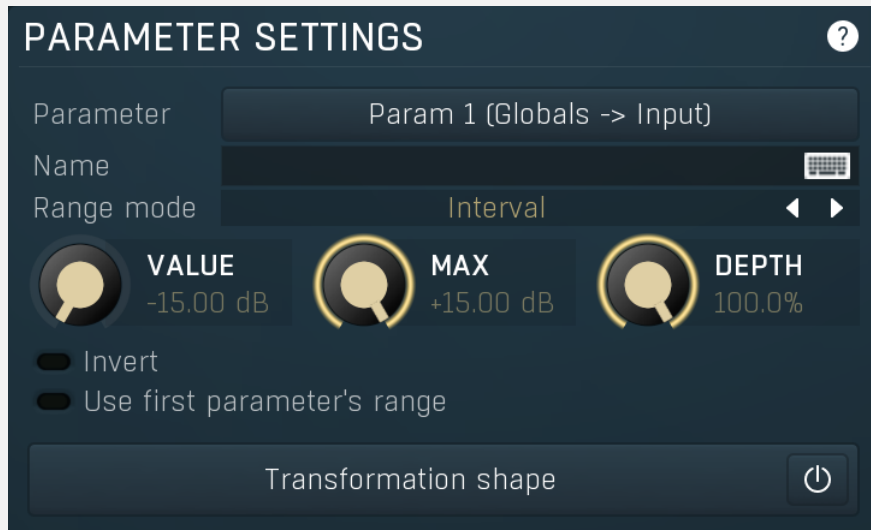 PARAMETER SETTINGS ?
Parameter Param 1 (Globals -> Input)
Name
Range mode Interval
VALUE MAX DEPTH
-15.00 dB +15.00 dB 100.0%
Invert
Use first parameter's range
Transformation shape